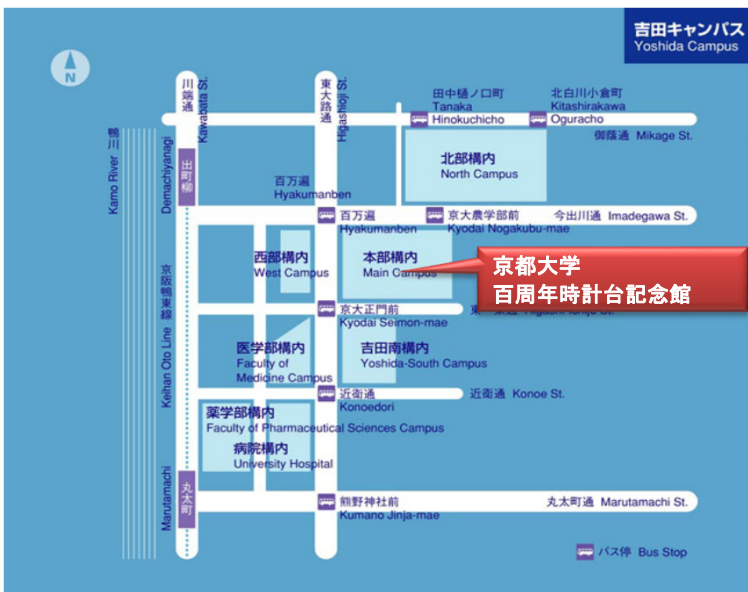 吉田キャンパス
Yoshida Campus
N
川端通
Kawabata St.
東大路通
Higashioji St.
田中樋ノ口町
Tanaka
Hinokuchicho
北白川小倉町
Kitashirakawa
Oguracho
御蔭通 Mikage St.
Kamo River 川鴨
Demachiyanagi
出町柳
北部構内
North Campus
百万遍
Hyakumanben
百万遍
Hyakumanben
京大農学部前
Kyodai Nogakubu-mae
今出川通 Imadegawa St.
西部構内
West Campus
本部構内
Main Campus
京都大学
百周年時計台記念館
京阪鴨東線
Keihan Oto Line
京大正門前
Kyodai Seimon-mae
医学部構内
Faculty of
Medicine Campus
吉田南構内
Yoshida-South Campus
近衛通
Konoedori
近衛通 Konoe St.
薬学部構内
Faculty of Pharmaceutical Sciences Campus
病院構内
University Hospital
Marutamachi
丸太町
熊野神社前
Kumano Jinja-mae
丸太町通 Marutamachi St.
バス停 Bus Stop